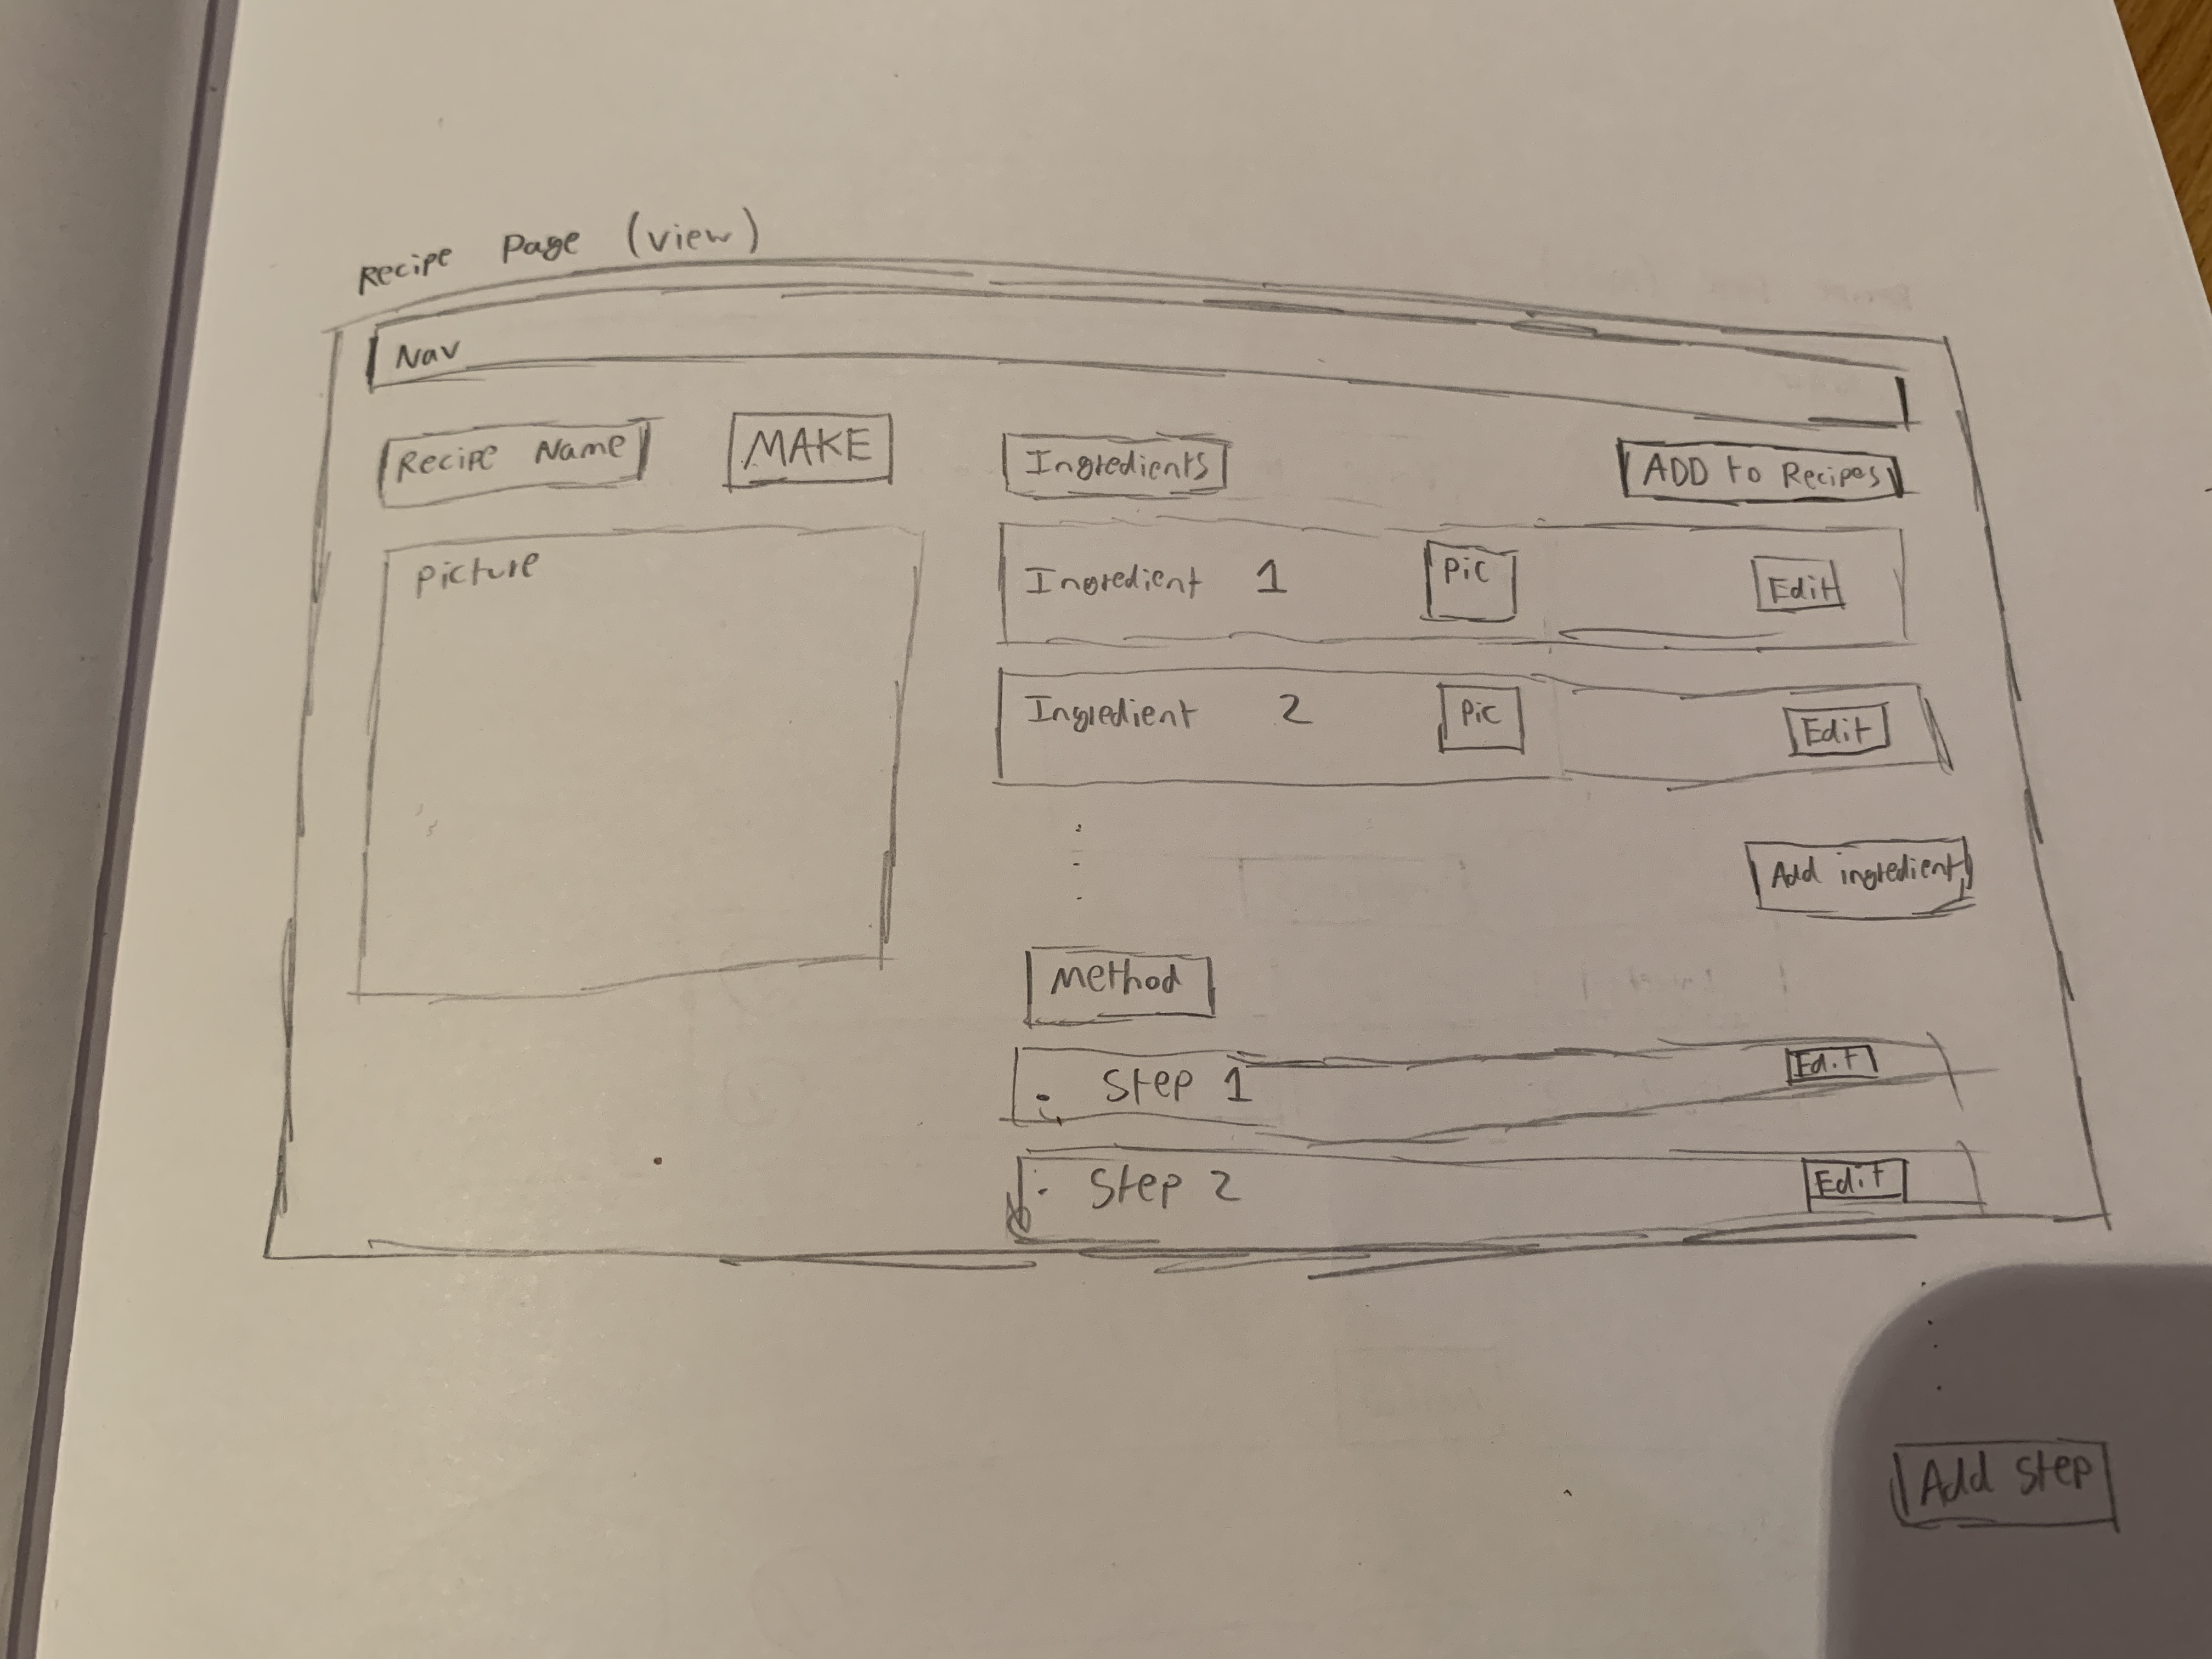 Recipe Page (view)
Nav
Recipe Name
MAKE
Picture
Ingredients
ADD to Recipes
Ingredient 1 Pic Edit
Ingredient 2 Pic Edit
Add ingredient
Method
Step 1 Edit
Step 2 Edit
Add step